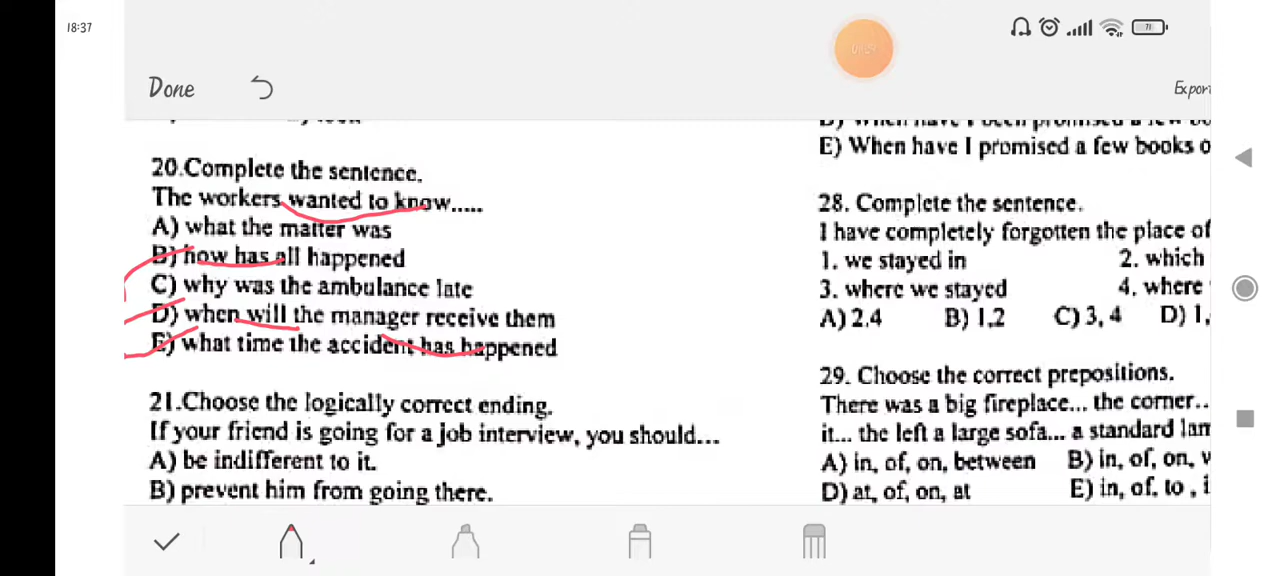 18:37
71
Done
Export
20.Complete the sentence.
The workers wanted to know.....
A) what the matter was
B) how has all happened
C) why was the ambulance late
D) when will the manager receive them
E) what time the accident has happened
21.Choose the logically correct ending.
If your friend is going for a job interview, you should...
A) be indifferent to it.
B) prevent him from going there.
D) When have I been promised a few
E) When have I promised a few books o
28. Complete the sentence.
I have completely forgotten the place of
1. we stayed in 2. which
3. where we stayed 4. where
A) 2.4 B) 1,2 C) 3, 4 D) 1,
29. Choose the correct prepositions.
There was a big fireplace... the corner..
it... the left a large sofa... a standard lam
A) in, of, on, between B) in, of, on,
D) at, of, on, at E) in, of, to ,